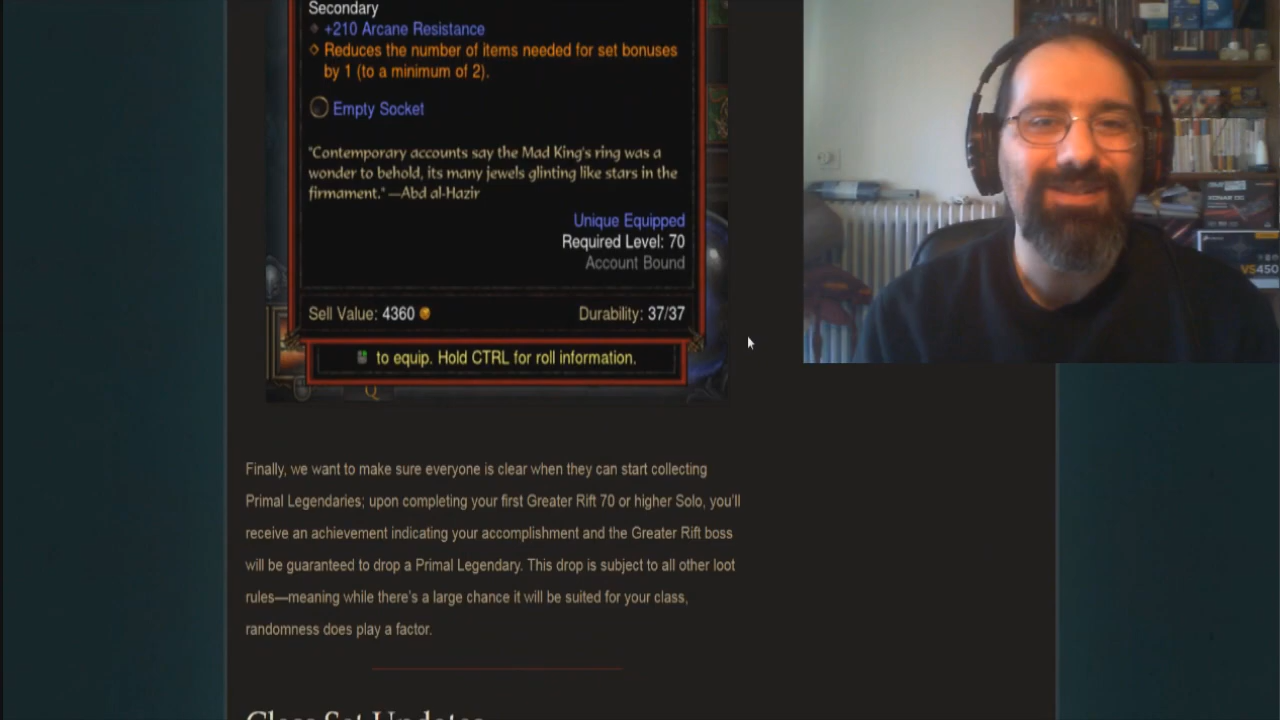 Secondary
+210 Arcane Resistance
Reduces the number of items needed for set bonuses
by 1 (to a minimum of 2).
Empty Socket
"Contemporary accounts say the Mad King's ring was a
wonder to behold, its many jewels glinting like stars in the
firmament." —Abd al-Hazir
Unique Equipped
Required Level: 70
Account Bound
Sell Value: 4360
Durability: 37/37
to equip. Hold CTRL for roll information.
Q
Finally, we want to make sure everyone is clear when they can start collecting
Primal Legendaries; upon completing your first Greater Rift 70 or higher Solo, you'll
receive an achievement indicating your accomplishment and the Greater Rift boss
will be guaranteed to drop a Primal Legendary. This drop is subject to all other loot
rules—meaning while there's a large chance it will be suited for your class,
randomness does play a factor.
Class Set Updates
VS450